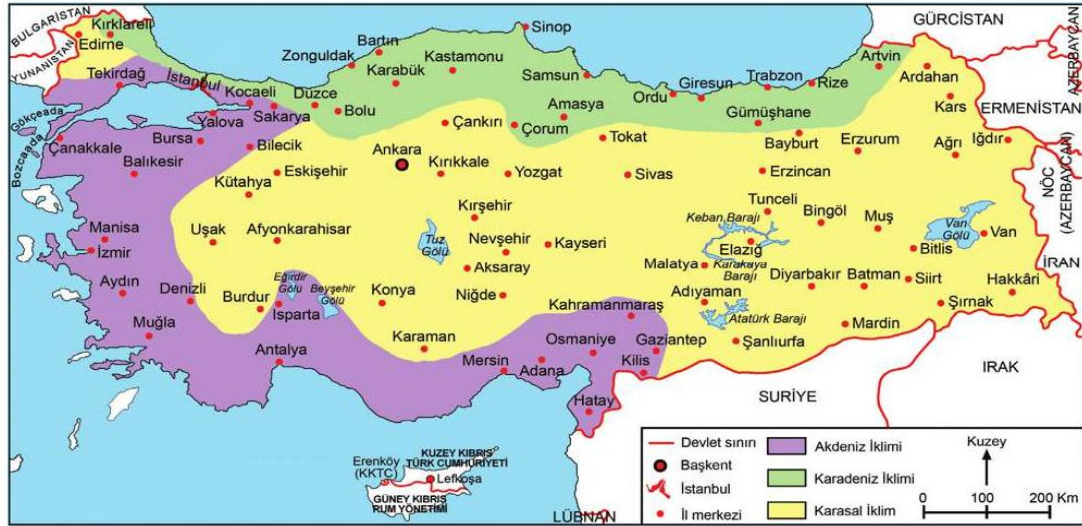 BULGARİSTAN
YUNANİSTAN
Kırklareli
Edirne
Tekirdağ
İstanbul
Kocaeli
Yalova
Sakarya
Düzce
Bolu
Zonguldak
Bartın
Karabük
Kastamonu
Sinop
Samsun
Amasya
Çorum
Çankırı
Tokat
Ordu
Giresun
Trabzon
Gümüşhane
Rize
Artvin
Ardahan
Kars
GÜRCİSTAN
AZERBAYCAN
ERMENİSTAN
Gökçeada
Bozcaada
Çanakkale
Bursa
Balıkesir
Bilecik
Kütahya
Eskişehir
Ankara
Kırıkkale
Yozgat
Sivas
Bayburt
Erzurum
Erzincan
Ağrı
Iğdır
NÖC
(AZERBAYCAN)
Manisa
İzmir
Uşak
Afyonkarahisar
Kırşehir
Tuz
Gölü
Nevşehir
Aksaray
Kayseri
Keban Barajı
Tunceli
Elazığ
Bingöl
Muş
Van
Gölü
Van
Bitlis
İRAN
Malatya
Karakaya
Barajı
Diyarbakır
Batman
Siirt
Hakkâri
Şırnak
Aydın
Denizli
Burdur
Eğirdir
Gölü
Beyşehir
Gölü
Isparta
Konya
Niğde
Kahramanmaraş
Adıyaman
Atatürk Barajı
Mardin
Şanlıurfa
Muğla
Antalya
Karaman
Mersin
Adana
Osmaniye
Gaziantep
Kilis
Hatay
SURİYE
IRAK
LÜBNAN
Erenköy
(KKTC)
KUZEY KIBRIS
TÜRK CUMHURİYETİ
Lefkoşa
GÜNEY KIBRIS
RUM YÖNETİMİ
Devlet sınırı
Başkent
İstanbul
İl merkezi
Akdeniz İklimi
Karadeniz İklimi
Karasal İklim
Kuzey
0 100 200 Km